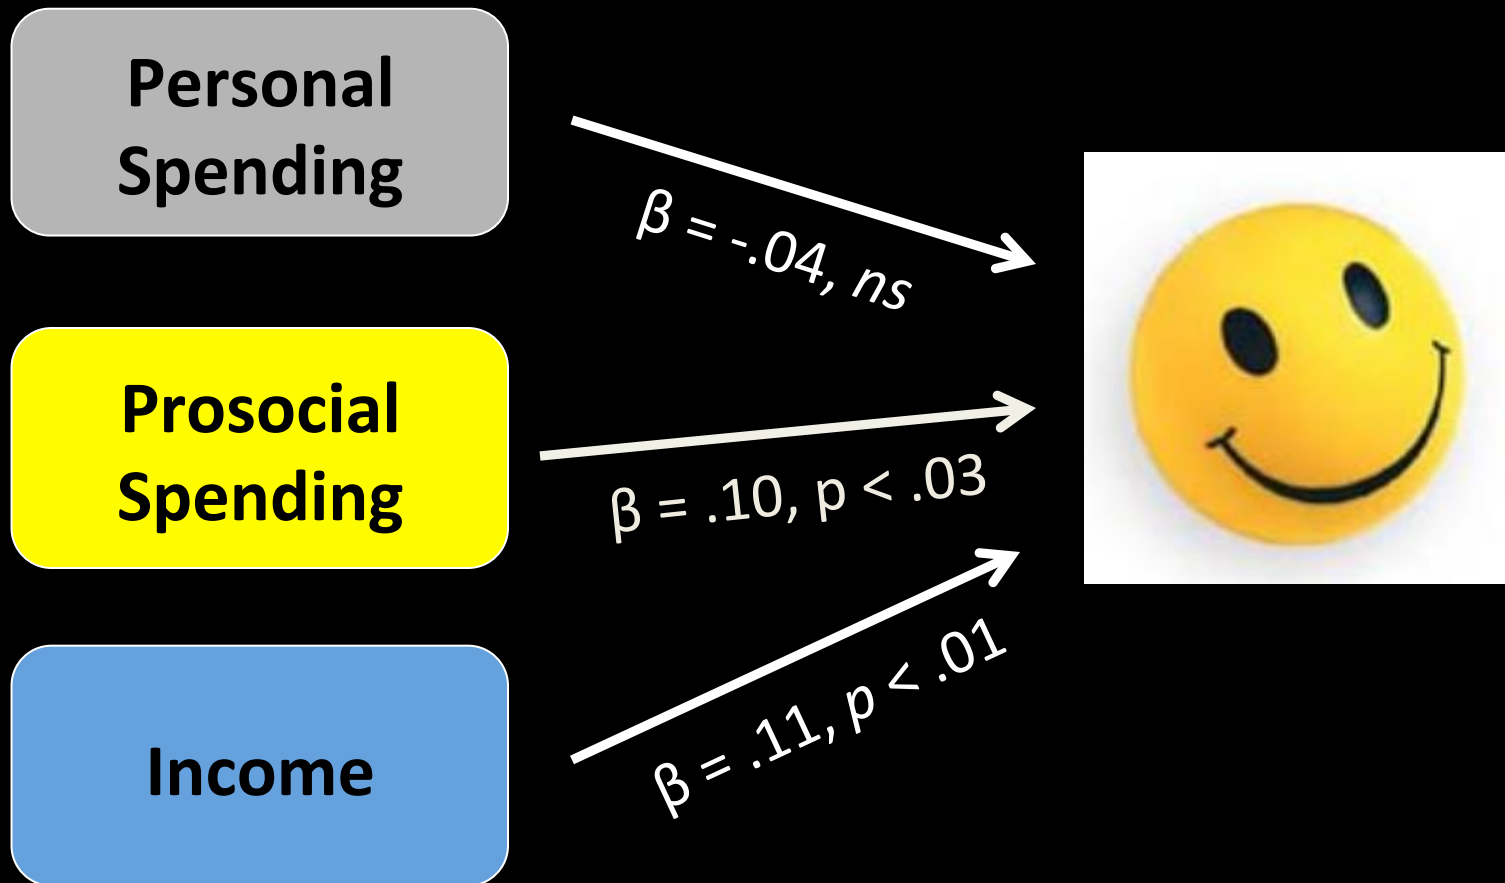 Personal
Spending
β = -.04, ns
Prosocial
Spending
β = .10, p < .03
Income
β = .11, p < .01